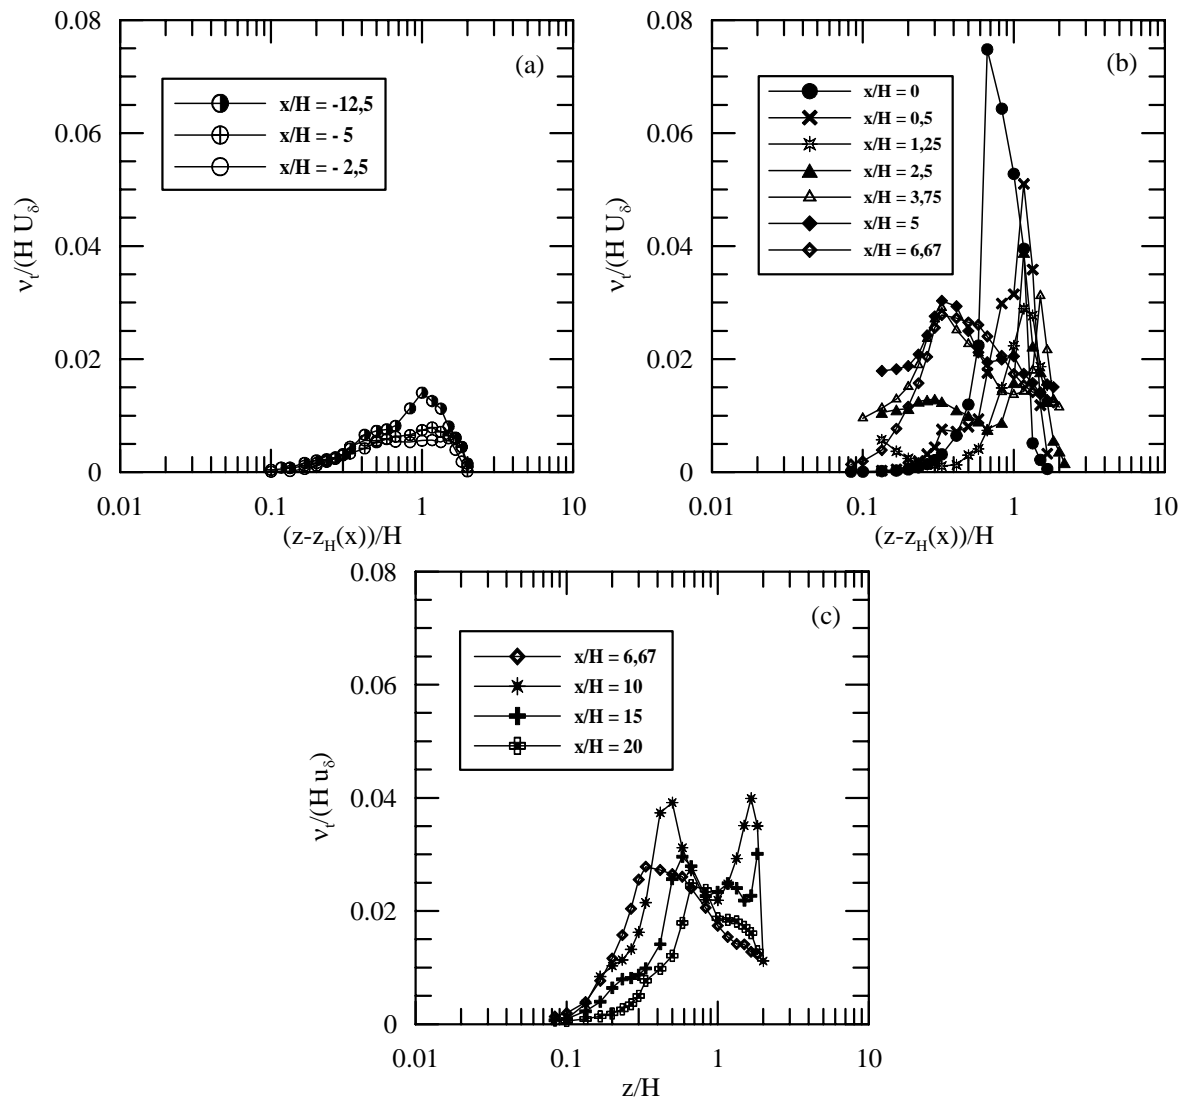 (a)
x/H = -12,5
x/H = - 5
x/H = - 2,5
0.08
0.06
0.04
0.02
0
ν_t/(H U_δ)
0.01 0.1 1 10
(z-z_H(x))/H
(b)
x/H = 0
x/H = 0,5
x/H = 1,25
x/H = 2,5
x/H = 3,75
x/H = 5
x/H = 6,67
0.08
0.06
0.04
0.02
0
ν_t/(H U_δ)
0.01 0.1 1 10
(z-z_H(x))/H
(c)
x/H = 6,67
x/H = 10
x/H = 15
x/H = 20
0.08
0.06
0.04
0.02
0
ν_t/(H u_δ)
0.01 0.1 1 10
z/H